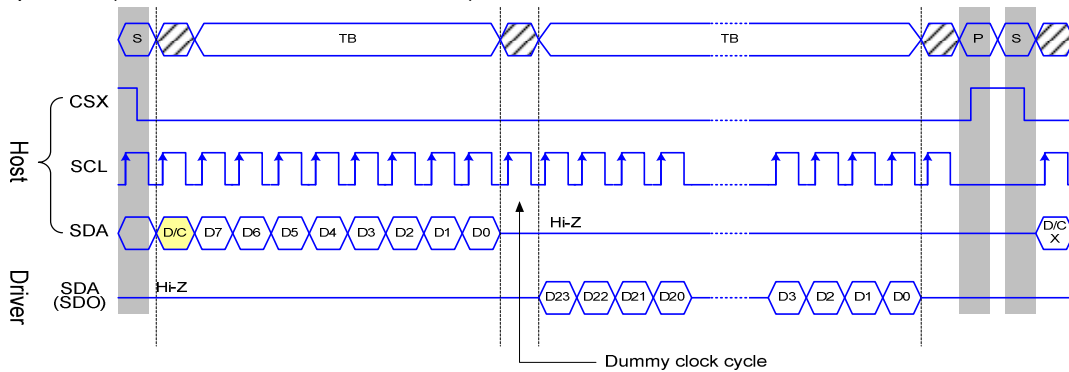 S TB TB P S
CSX
SCL
Host
SDA D/C D7 D6 D5 D4 D3 D2 D1 D0 Hi-Z D/C X
Driver
SDA (SDO) Hi-Z D23 D22 D21 D20 D3 D2 D1 D0
Dummy clock cycle